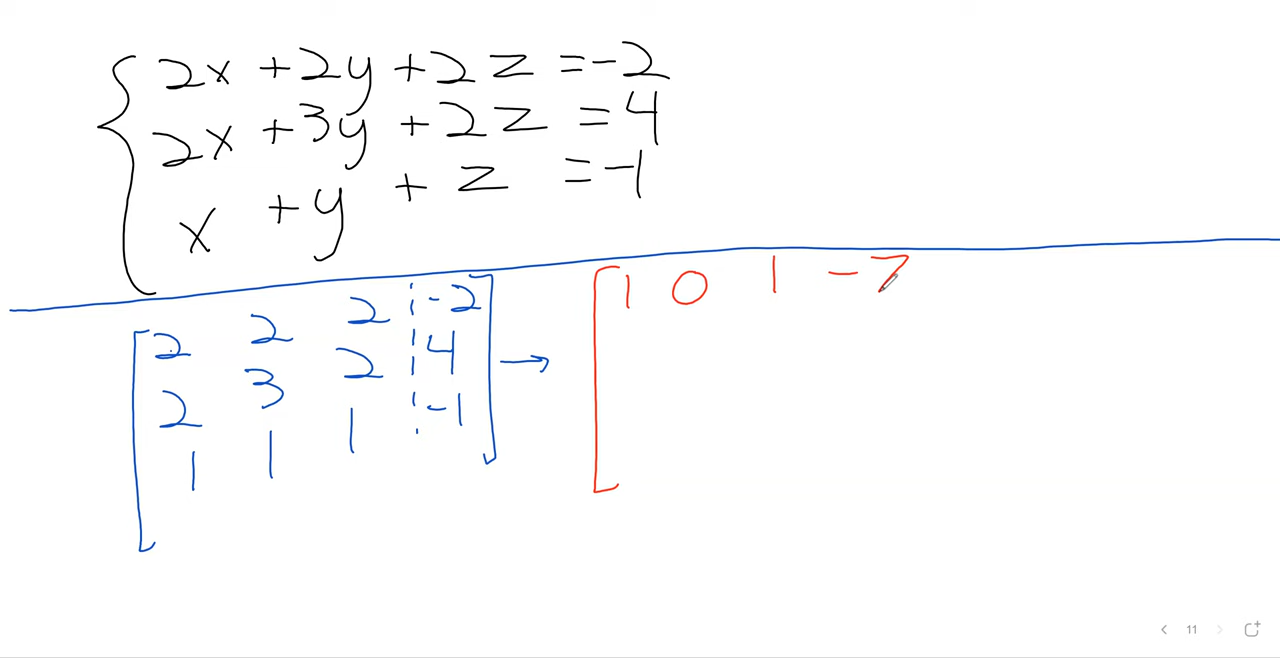 2x + 2y + 2z = -2
2x + 3y + 2z = 4
x + y + z = -1
2 2 2 -2
2 3 2 4
1 1 1 -1
→
1 0 1 -7
11